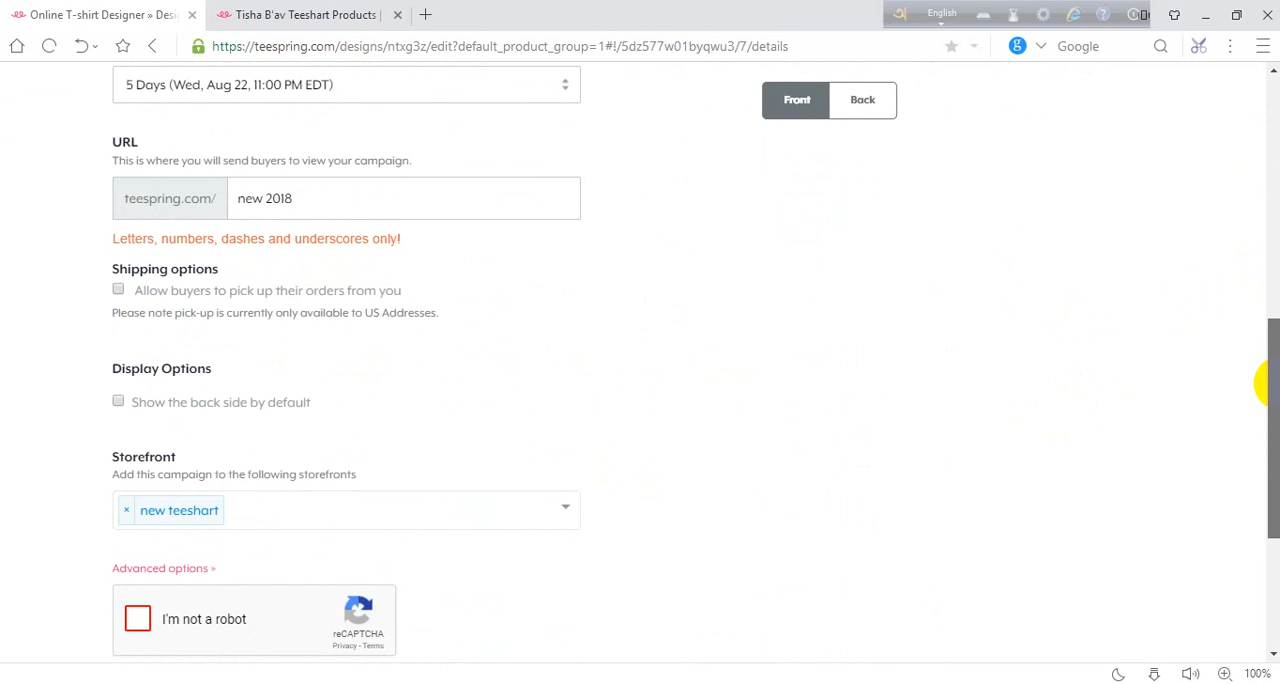 Online T-shirt Designer » Desi
Tisha B'av Teeshart Products |
English
https://teespring.com/designs/ntxg3z/edit?default_product_group=1#!/5dz577w01byqwu3/7/details
Google
5 Days (Wed, Aug 22, 11:00 PM EDT)
Front
Back
URL
This is where you will send buyers to view your campaign.
teespring.com/
new 2018
Letters, numbers, dashes and underscores only!
Shipping options
Allow buyers to pick up their orders from you
Please note pick-up is currently only available to US Addresses.
Display Options
Show the back side by default
Storefront
Add this campaign to the following storefronts
× new teeshart
Advanced options »
I'm not a robot
reCAPTCHA
Privacy - Terms
100%